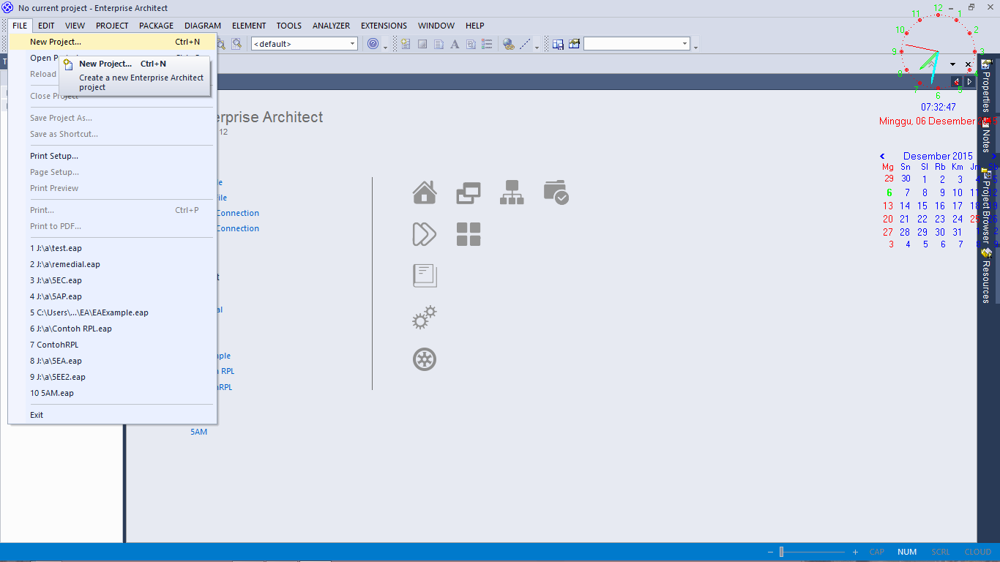 No current project - Enterprise Architect
FILE EDIT VIEW PROJECT PACKAGE DIAGRAM ELEMENT TOOLS ANALYZER EXTENSIONS WINDOW HELP
New Project... Ctrl+N
<default>
Open
New Project... Ctrl+N
Create a new Enterprise Architect
project
Reload
Close Project
Save Project As...
Save as Shortcut...
Print Setup...
Page Setup...
Print Preview
Print... Ctrl+P
Print to PDF...
1 J:\a\test.eap
2 J:\a\remedial.eap
3 J:\a\5EC.eap
4 J:\a\5AP.eap
5 C:\Users\...\EA\EAExample.eap
6 J:\a\Contoh RPL.eap
7 ContohRPL
8 J:\a\5EA.eap
9 J:\a\5EE2.eap
10 5AM.eap
Exit
erprise Architect
12
Connection
Connection
RPL
RPL
5AM
12
1
2
3
4
5
6
7
8
9
10
11
07:32:47
Minggu, 06 Desember
Desember 2015
Mg Sn Sl Rb Km Jm
29 30 1 2 3 4 5
6 7 8 9 10 11 12
13 14 15 16 17 18 19
20 21 22 23 24 25 26
27 28 29 30 31 1 2
3 4 5 6 7 8 9
Properties
Notes
Project Browser
Resources
CAP NUM SCRL CLOUD